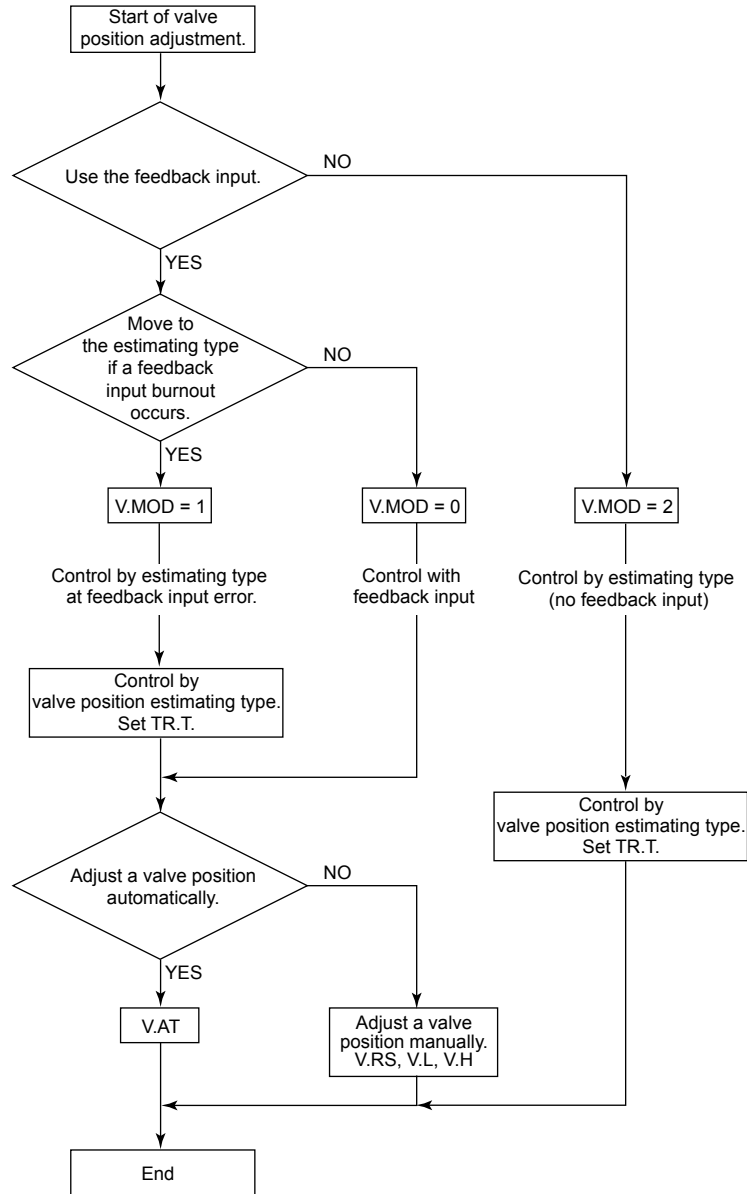 Start of valve
position adjustment.
Use the feedback input.
NO
YES
Move to
the estimating type
if a feedback
input burnout
occurs.
NO
YES
V.MOD = 1
V.MOD = 0
V.MOD = 2
Control by estimating type
at feedback input error.
Control with
feedback input
Control by estimating type
(no feedback input)
Control by
valve position estimating type.
Set TR.T.
Control by
valve position estimating type.
Set TR.T.
Adjust a valve position
automatically.
NO
YES
V.AT
Adjust a valve
position manually.
V.RS, V.L, V.H
End